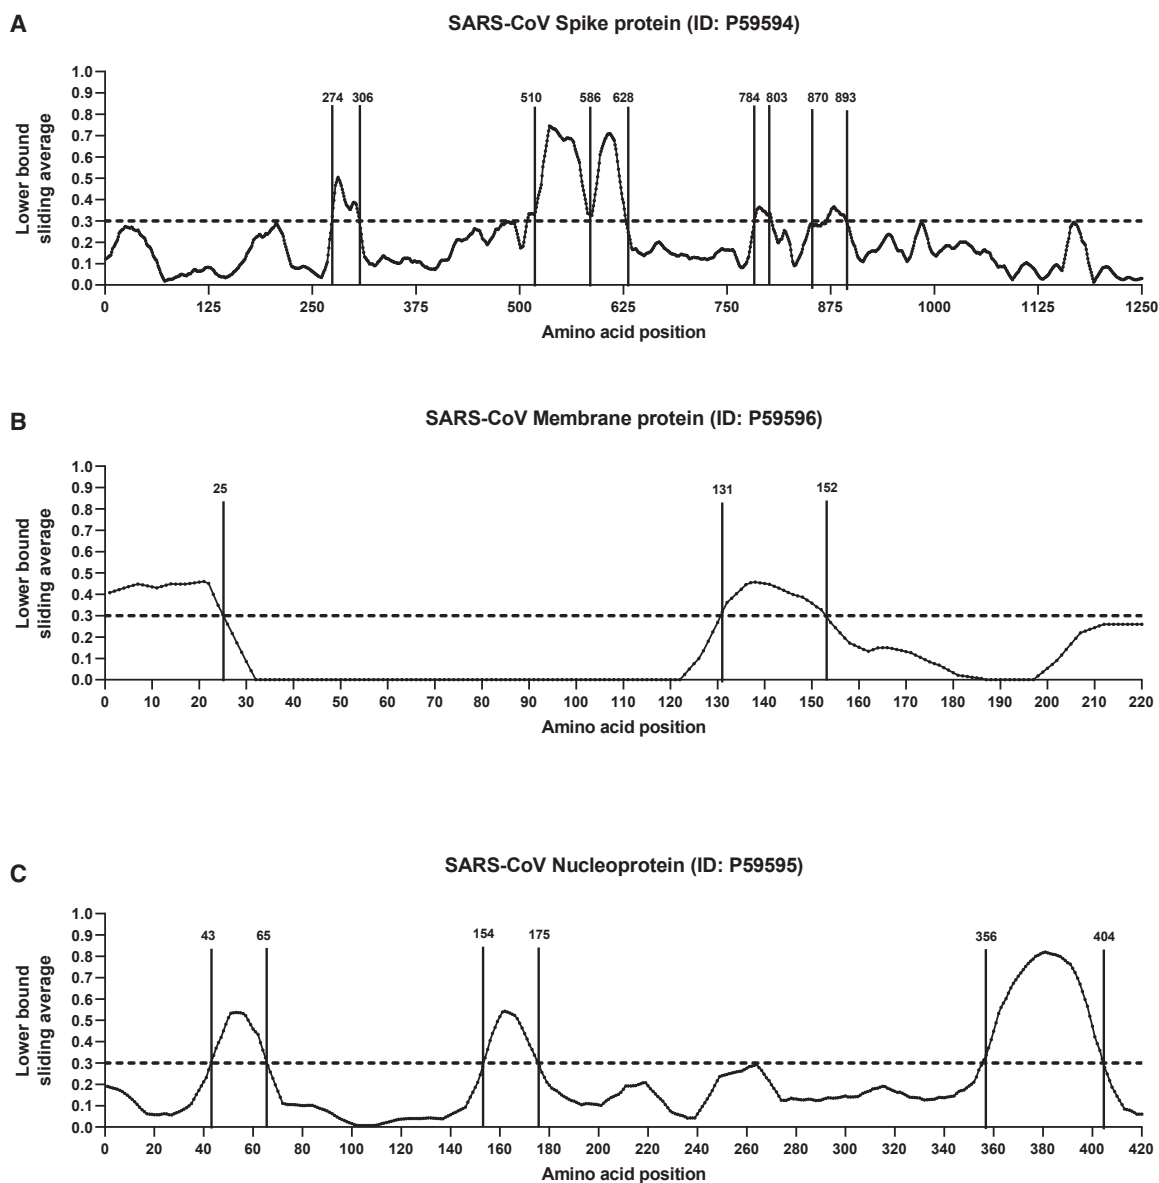 A
SARS-CoV Spike protein (ID: P59594)
274 306 510 586 628 784 803 870 893
Lower bound
sliding average
1.0
0.9
0.8
0.7
0.6
0.5
0.4
0.3
0.2
0.1
0.0
0 125 250 375 500 625 750 875 1000 1125 1250
Amino acid position
B
SARS-CoV Membrane protein (ID: P59596)
25 131 152
Lower bound
sliding average
1.0
0.9
0.8
0.7
0.6
0.5
0.4
0.3
0.2
0.1
0.0
0 10 20 30 40 50 60 70 80 90 100 110 120 130 140 150 160 170 180 190 200 210 220
Amino acid position
C
SARS-CoV Nucleoprotein (ID: P59595)
43 65 154 175 356 404
Lower bound
sliding average
1.0
0.9
0.8
0.7
0.6
0.5
0.4
0.3
0.2
0.1
0.0
0 20 40 60 80 100 120 140 160 180 200 220 240 260 280 300 320 340 360 380 400 420
Amino acid position